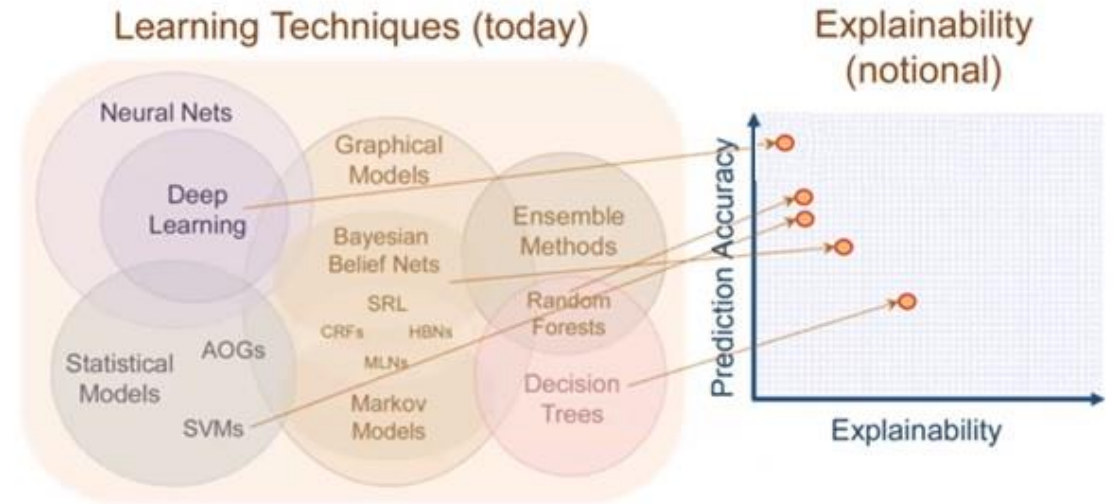 Learning Techniques (today)
Explainability
(notional)
Neural Nets
Deep
Learning
Graphical
Models
Bayesian
Belief Nets
SRL
CRFs
HBNs
MLNs
Markov
Models
Ensemble
Methods
Random
Forests
Decision
Trees
Statistical
Models
AOGs
SVMs
Prediction Accuracy
Explainability